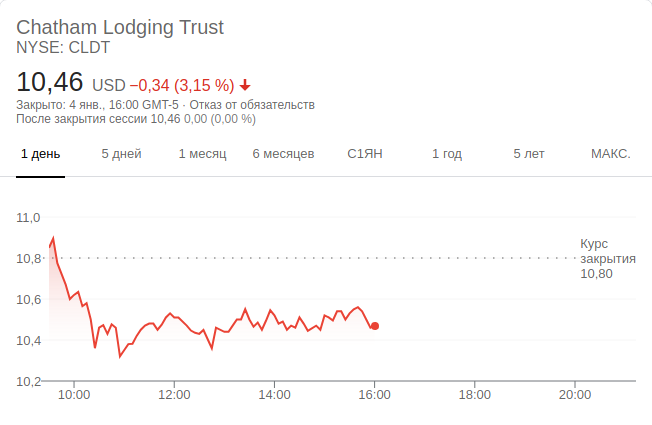 Chatham Lodging Trust
NYSE: CLDT
10,46 USD −0,34 (3,15 %)
Закрыто: 4 янв., 16:00 GMT-5 · Отказ от обязательств
После закрытия сессии 10,46 0,00 (0,00 %)
1 день 5 дней 1 месяц 6 месяцев С1ЯН 1 год 5 лет МАКС.
11,0
Курс
10,8 закрытия
10,80
10,6
10,4
10,2
10:00 12:00 14:00 16:00 18:00 20:00